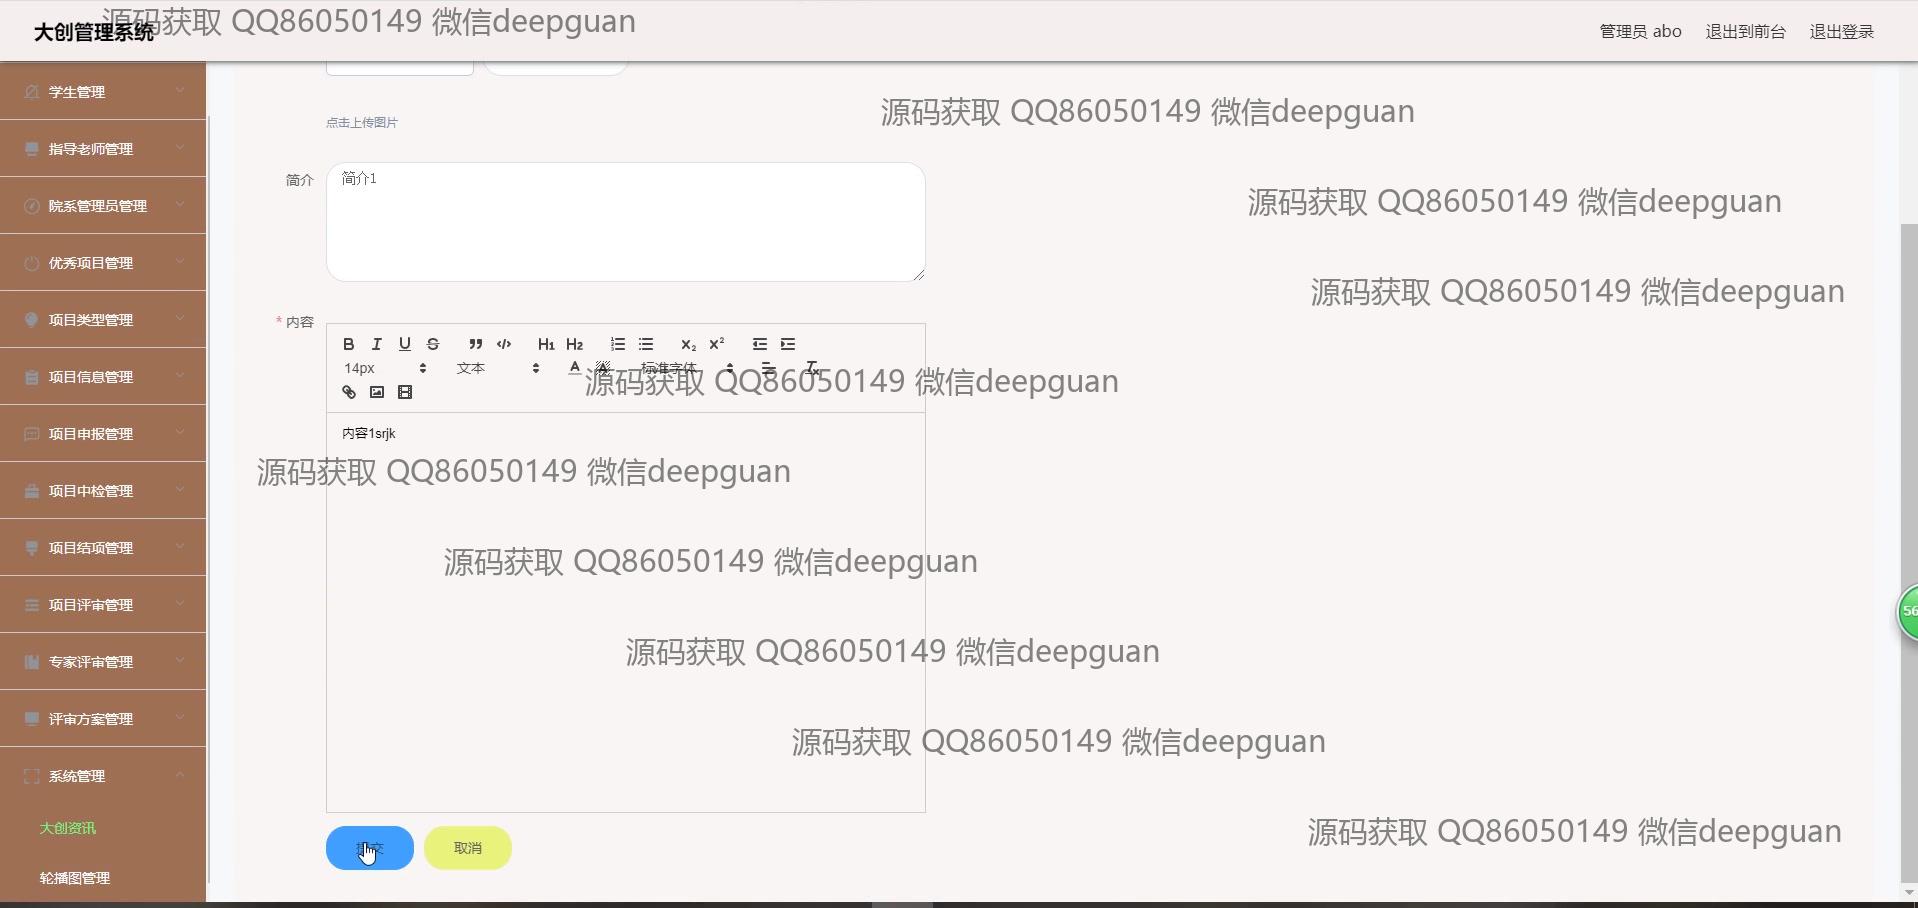 源码获取 QQ86050149 微信deepguan
大创管理系统
管理员 abo 退出到前台 退出登录
学生管理
点击上传图片
源码获取 QQ86050149 微信deepguan
指导老师管理
简介 简介1
院系管理员管理
源码获取 QQ86050149 微信deepguan
优秀项目管理
源码获取 QQ86050149 微信deepguan
项目类型管理
* 内容
B I U S H1 H2 X2 X2
14px 文本 A A 标准字体 Tx
项目信息管理
源码获取 QQ86050149 微信deepguan
项目申报管理
内容1srjk
源码获取 QQ86050149 微信deepguan
项目中检管理
项目结项管理
源码获取 QQ86050149 微信deepguan
项目评审管理
56
专家评审管理
源码获取 QQ86050149 微信deepguan
评审方案管理
源码获取 QQ86050149 微信deepguan
系统管理
大创资讯
源码获取 QQ86050149 微信deepguan
提交 取消
轮播图管理